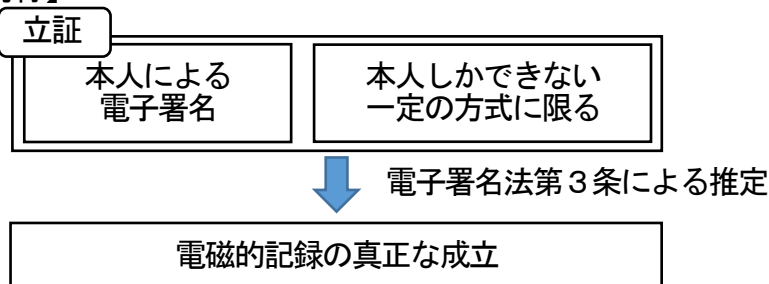 立証
本人による
電子署名
本人しかできない
一定の方式に限る
電子署名法第３条による推定
電磁的記録の真正な成立